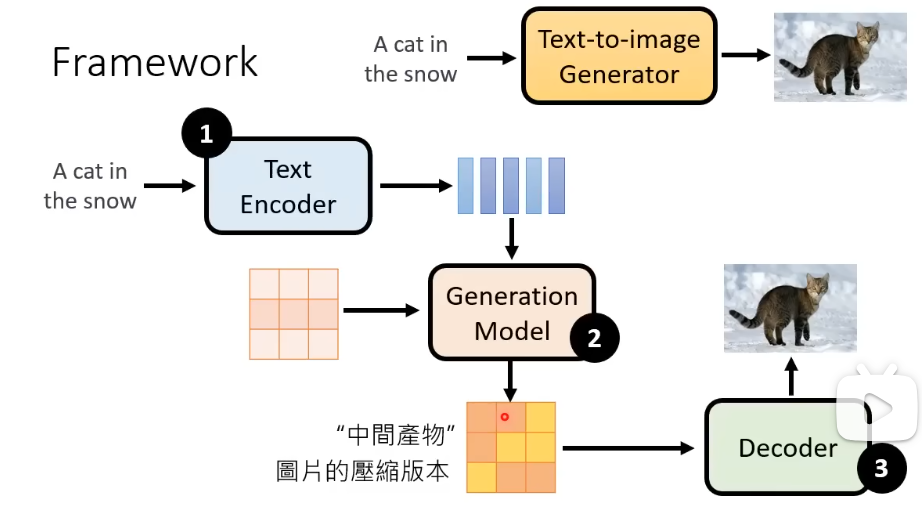 Framework
A cat in
the snow
Text-to-image
Generator
1
A cat in
the snow
Text
Encoder
Generation
Model
2
“中間產物”
圖片的壓縮版本
Decoder
3